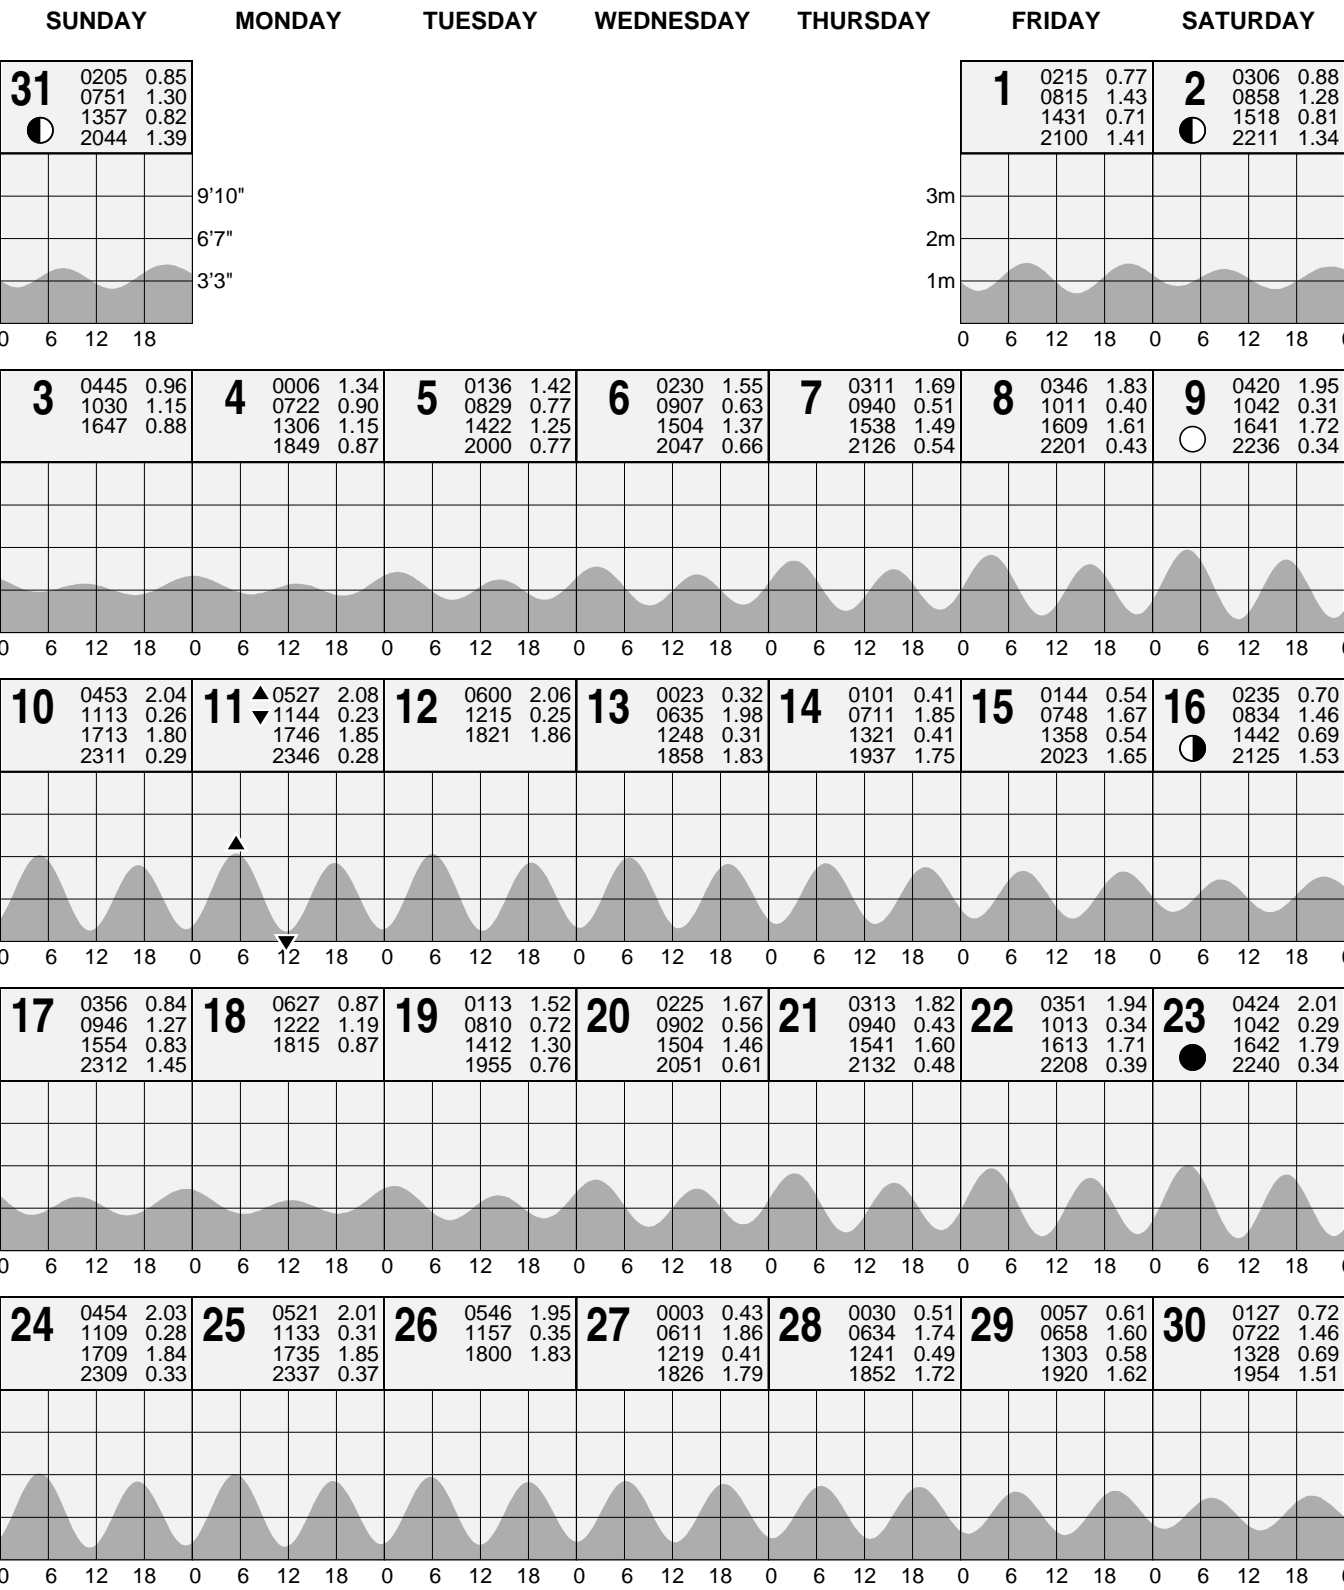 SUNDAY MONDAY TUESDAY WEDNESDAY THURSDAY FRIDAY SATURDAY
31 0205 0.85 1 0215 0.77 2 0306 0.88
0751 1.30 0815 1.43 0858 1.28
1357 0.82 1431 0.71 1518 0.81
2044 1.39 2100 1.41 2211 1.34
9'10" 3m
6'7" 2m
3'3" 1m
0 6 12 18 0 6 12 18 0 6 12 18
3 0445 0.96 4 0006 1.34 5 0136 1.42 6 0230 1.55 7 0311 1.69 8 0346 1.83 9 0420 1.95
1030 1.15 0722 0.90 0829 0.77 0907 0.63 0940 0.51 1011 0.40 1042 0.31
1647 0.88 1306 1.15 1422 1.25 1504 1.37 1538 1.49 1609 1.61 1641 1.72
1849 0.87 2000 0.77 2047 0.66 2126 0.54 2201 0.43 2236 0.34
0 6 12 18 0 6 12 18 0 6 12 18 0 6 12 18 0 6 12 18 0 6 12 18 0 6 12 18
10 0453 2.04 11 0527 2.08 12 0600 2.06 13 0023 0.32 14 0101 0.41 15 0144 0.54 16 0235 0.70
1113 0.26 1144 0.23 1215 0.25 0635 1.98 0711 1.85 0748 1.67 0834 1.46
1713 1.80 1746 1.85 1821 1.86 1248 0.31 1321 0.41 1358 0.54 1442 0.69
2311 0.29 2346 0.28 1858 1.83 1937 1.75 2023 1.65 2125 1.53
0 6 12 18 0 6 12 18 0 6 12 18 0 6 12 18 0 6 12 18 0 6 12 18 0 6 12 18
17 0356 0.84 18 0627 0.87 19 0113 1.52 20 0225 1.67 21 0313 1.82 22 0351 1.94 23 0424 2.01
0946 1.27 1222 1.19 0810 0.72 0902 0.56 0940 0.43 1013 0.34 1042 0.29
1554 0.83 1815 0.87 1412 1.30 1504 1.46 1541 1.60 1613 1.71 1642 1.79
2312 1.45 1955 0.76 2051 0.61 2132 0.48 2208 0.39 2240 0.34
0 6 12 18 0 6 12 18 0 6 12 18 0 6 12 18 0 6 12 18 0 6 12 18 0 6 12 18
24 0454 2.03 25 0521 2.01 26 0546 1.95 27 0003 0.43 28 0030 0.51 29 0057 0.61 30 0127 0.72
1109 0.28 1133 0.31 1157 0.35 0611 1.86 0634 1.74 0658 1.60 0722 1.46
1709 1.84 1735 1.85 1800 1.83 1219 0.41 1241 0.49 1303 0.58 1328 0.69
2309 0.33 2337 0.37 1826 1.79 1852 1.72 1920 1.62 1954 1.51
0 6 12 18 0 6 12 18 0 6 12 18 0 6 12 18 0 6 12 18 0 6 12 18 0 6 12 18